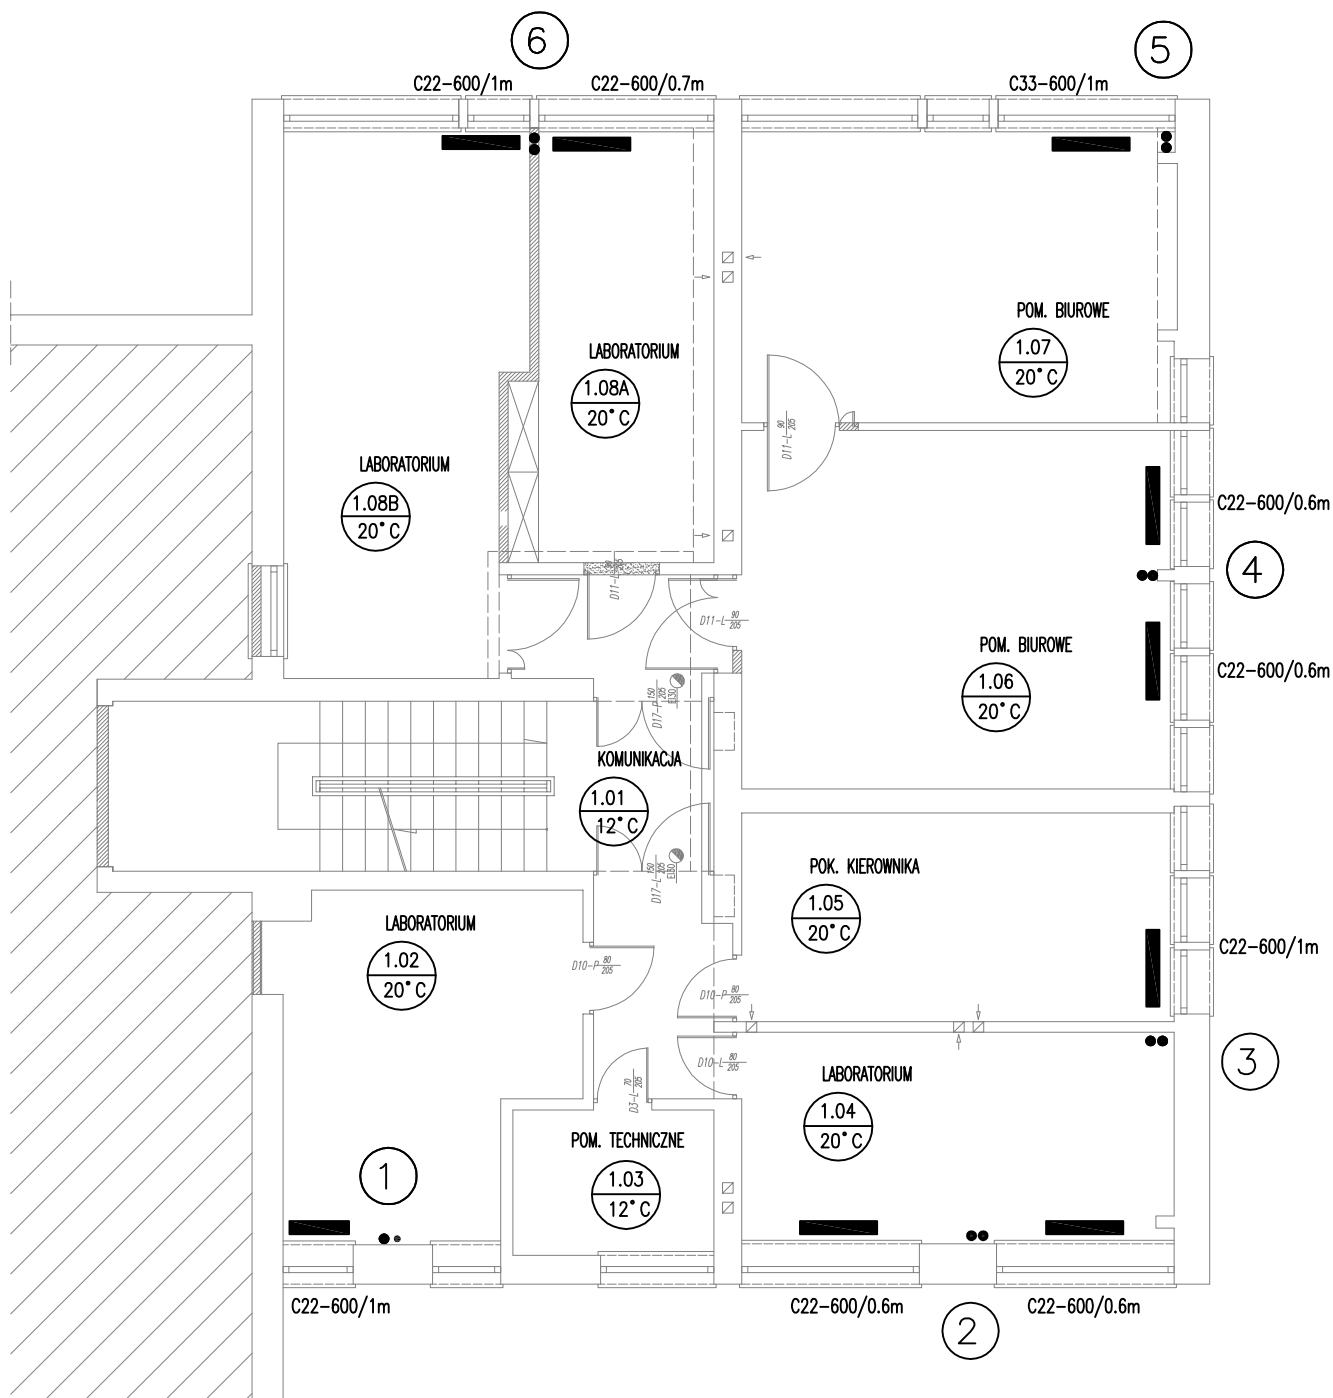 6
5
C22-600/1m
C22-600/0.7m
C33-600/1m
POM. BIUROWE
1.07
20°C
LABORATORIUM
1.08A
20°C
D11-L 90/205
LABORATORIUM
1.08B
20°C
C22-600/0.6m
4
D11-L 90/205
D11-L 90/205
POM. BIUROWE
1.06
20°C
C22-600/0.6m
D17-P 150/205
EI30
KOMUNIKACJA
1.01
12°C
D17-L 150/205
EI30
POK. KIEROWNIKA
1.05
20°C
LABORATORIUM
1.02
20°C
C22-600/1m
D10-P 80/205
D10-P 80/205
3
D10-L 80/205
D3-L 70/205
LABORATORIUM
1.04
20°C
POM. TECHNICZNE
1.03
12°C
1
C22-600/1m
C22-600/0.6m
C22-600/0.6m
2